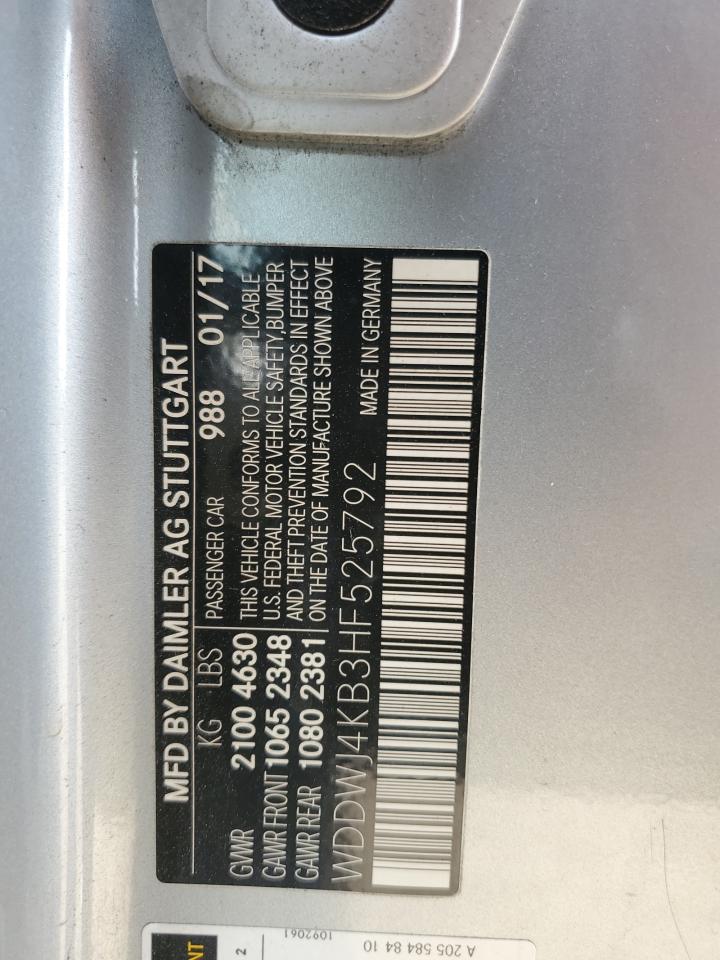 MFD BY DAIMLER AG STUTTGART
KG LBS
GVWR 2100 4630
GAWR FRONT 1065 2348
GAWR REAR 1080 2381
PASSENGER CAR 988 01/17
THIS VEHICLE CONFORMS TO ALL APPLICABLE
U.S. FEDERAL MOTOR VEHICLE SAFETY,BUMPER
AND THEFT PREVENTION STANDARDS IN EFFECT
ON THE DATE OF MANUFACTURE SHOWN ABOVE
WDDWJ4KB3HF525792 MADE IN GERMANY
A 205 584 84 10
1092061
2